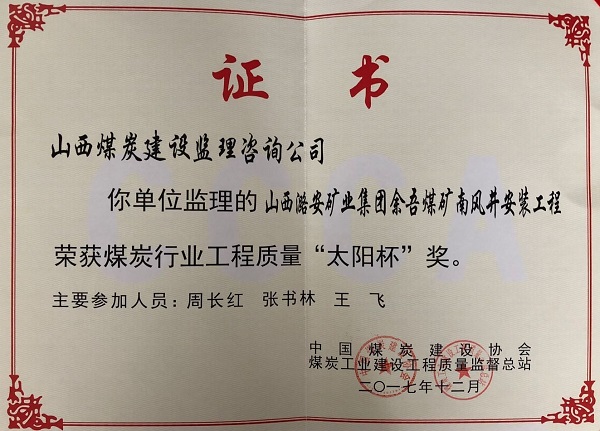 证书
山西煤炭建设监理咨询公司
你单位监理的山西潞安矿业集团余吾煤矿南风井安装工程
荣获煤炭行业工程质量“太阳杯”奖。
主要参加人员：周长红 张书林 王飞
中国煤炭建设协会
煤炭工业建设工程质量监督总站
二〇一七年十二月
CCCA